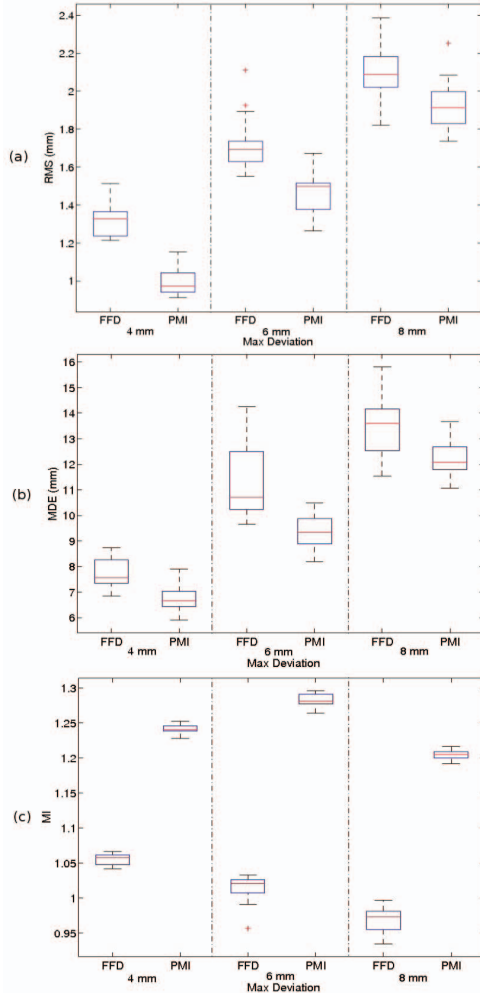 (a)
RMS (mm)
2.4
2.2
2
1.8
1.6
1.4
1.2
1
FFD PMI FFD PMI FFD PMI
4 mm 6 mm 8 mm
Max Deviation
(b)
MDE (mm)
16
15
14
13
12
11
10
9
8
7
6
FFD PMI FFD PMI FFD PMI
4 mm 6 mm 8 mm
Max Deviation
(c)
MI
1.3
1.25
1.2
1.15
1.1
1.05
1
0.95
FFD PMI FFD PMI FFD PMI
4 mm 6 mm 8 mm
Max Deviation